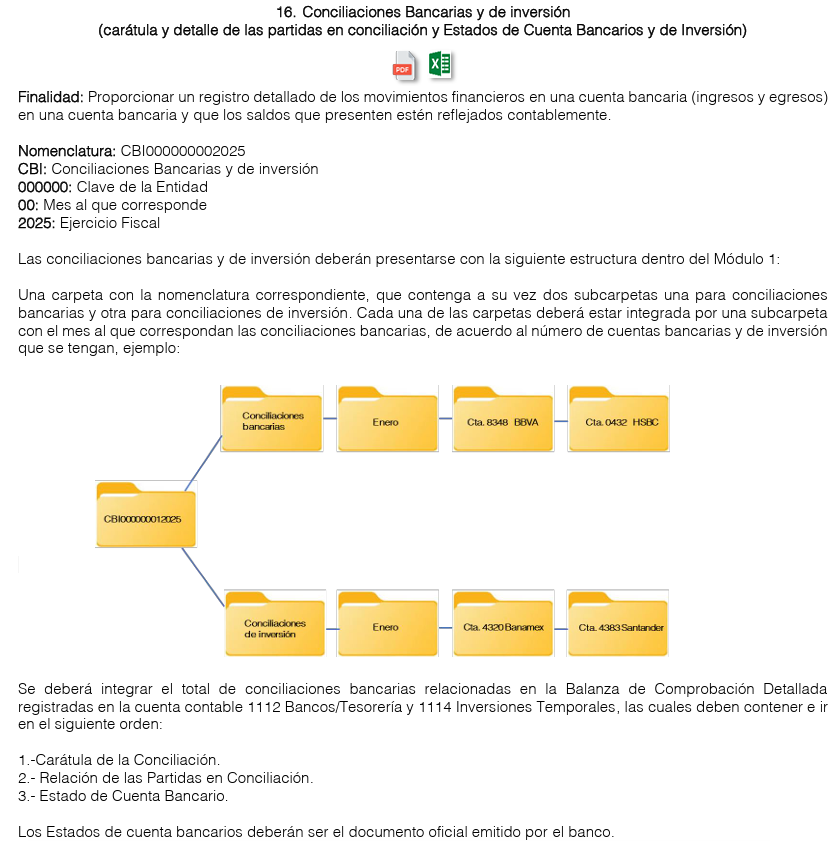 16. Conciliaciones Bancarias y de inversión
(carátula y detalle de las partidas en conciliación y Estados de Cuenta Bancarios y de Inversión)
PDF
X
Finalidad: Proporcionar un registro detallado de los movimientos financieros en una cuenta bancaria (ingresos y egresos)
en una cuenta bancaria y que los saldos que presenten estén reflejados contablemente.
Nomenclatura: CBI000000002025
CBI: Conciliaciones Bancarias y de inversión
000000: Clave de la Entidad
00: Mes al que corresponde
2025: Ejercicio Fiscal
Las conciliaciones bancarias y de inversión deberán presentarse con la siguiente estructura dentro del Módulo 1:
Una carpeta con la nomenclatura correspondiente, que contenga a su vez dos subcarpetas una para conciliaciones
bancarias y otra para conciliaciones de inversión. Cada una de las carpetas deberá estar integrada por una subcarpeta
con el mes al que correspondan las conciliaciones bancarias, de acuerdo al número de cuentas bancarias y de inversión
que se tengan, ejemplo:
Conciliaciones
bancarias
Enero
Cta. 8348 BBVA
Cta. 0432 HSBC
CBI000000012025
Conciliaciones
de inversión
Enero
Cta. 4320 Banamex
Cta. 4383 Santander
Se deberá integrar el total de conciliaciones bancarias relacionadas en la Balanza de Comprobación Detallada
registradas en la cuenta contable 1112 Bancos/Tesorería y 1114 Inversiones Temporales, las cuales deben contener e ir
en el siguiente orden:
1.-Carátula de la Conciliación.
2.- Relación de las Partidas en Conciliación.
3.- Estado de Cuenta Bancario.
Los Estados de cuenta bancarios deberán ser el documento oficial emitido por el banco.